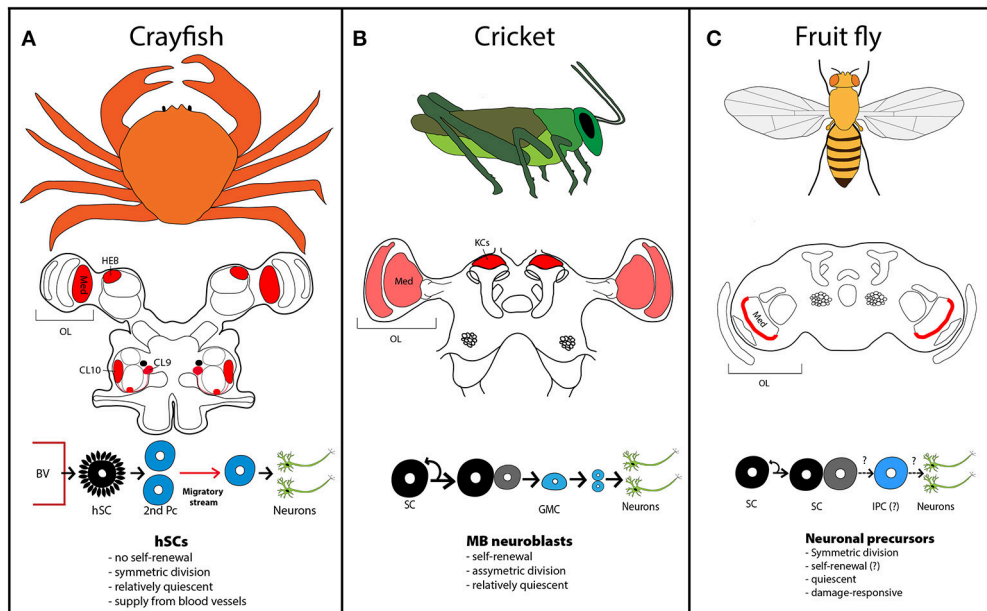 A
Crayfish
HEB
Med
OL
CL9
CL10
BV
hSC
2nd Pc
Migratory
stream
Neurons
hSCs
- no self-renewal
- symmetric division
- relatively quiescent
- supply from blood vessels
B
Cricket
KCs
Med
OL
SC
GMC
Neurons
MB neuroblasts
- self-renewal
- assymetric division
- relatively quiescent
C
Fruit fly
Med
OL
? ?
SC
SC
IPC (?)
Neurons
Neuronal precursors
- Symmetric division
- self-renewal (?)
- quiescent
- damage-responsive